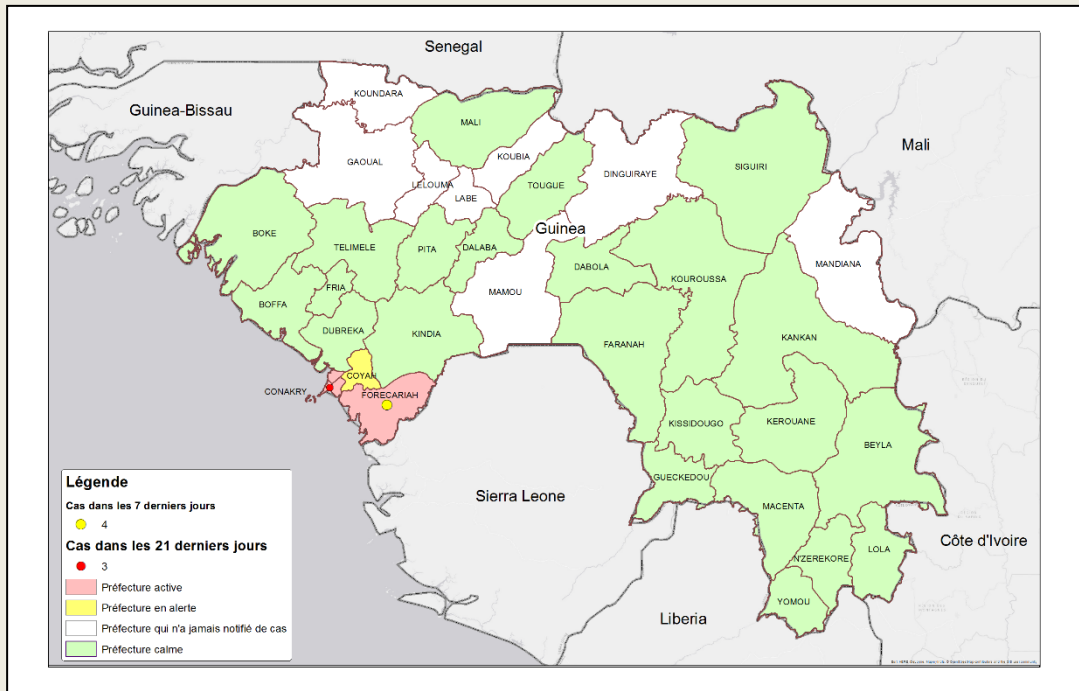 Senegal
Guinea-Bissau
KOUNDARA
MALI
Mali
GAOUAL
KOUBIA
SIGUIRI
LELOUMA
LABE
TOUGUE
DINGUIRAYE
Guinea
BOKE
TELIMELE
PITA
DALABA
MANDIANA
DABOLA
KOUROUSSA
FRIA
MAMOU
BOFFA
DUBREKA
KINDIA
KANKAN
FARANAH
COYAH
CONAKRY
FORECARIAH
KISSIDOUGO
KEROUANE
BEYLA
GUECKEDOU
Sierra Leone
MACENTA
Côte d'Ivoire
N'ZEREKORE
LOLA
YOMOU
Liberia
Légende
Cas dans les 7 derniers jours
4
Cas dans les 21 derniers jours
3
Préfecture active
Préfecture en alerte
Préfecture qui n'a jamais notifié de cas
Préfecture calme